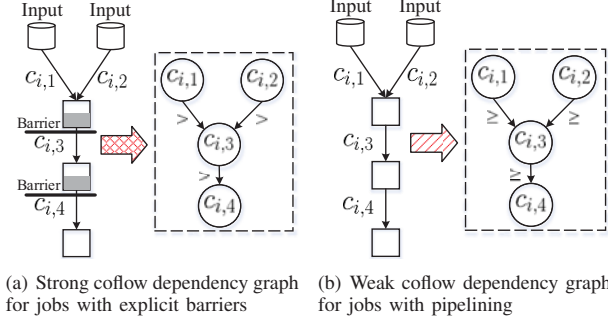 Input Input
Input Input
c_{i,1} c_{i,2}
c_{i,1} c_{i,2}
c_{i,1} c_{i,2}
c_{i,1} c_{i,2}
> >
≥ ≥
Barrier
c_{i,3} c_{i,3}
c_{i,3} c_{i,3}
>
≥
Barrier
c_{i,4} c_{i,4}
c_{i,4} c_{i,4}
(a) Strong coflow dependency graph
for jobs with explicit barriers
(b) Weak coflow dependency graph
for jobs with pipelining